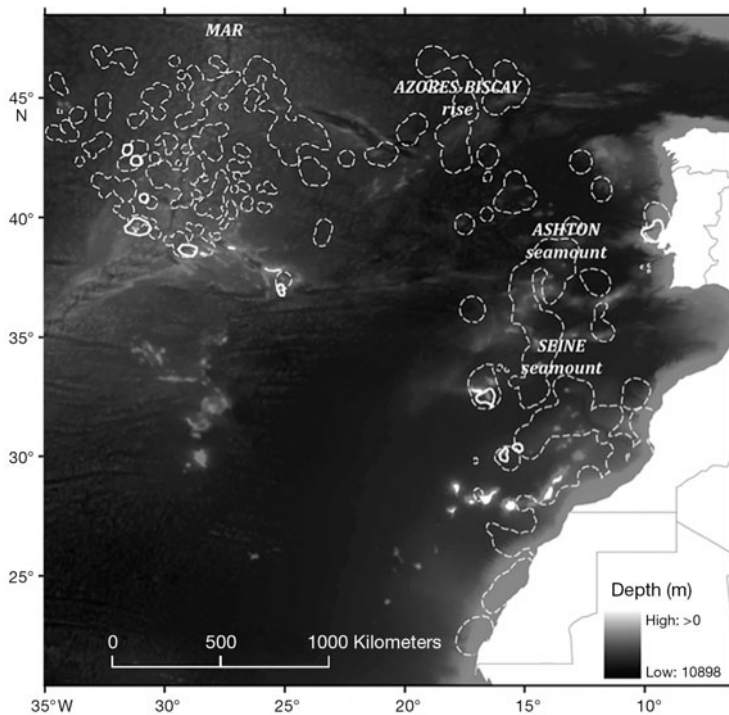 MAR
45°
N
AZORES-BISCAY
rise
40°
ASHTON
seamount
35°
SEINE
seamount
30°
25°
Depth (m)
High: >0
Low: 10898
0 500 1000 Kilometers
35°W 30° 25° 20° 15° 10°